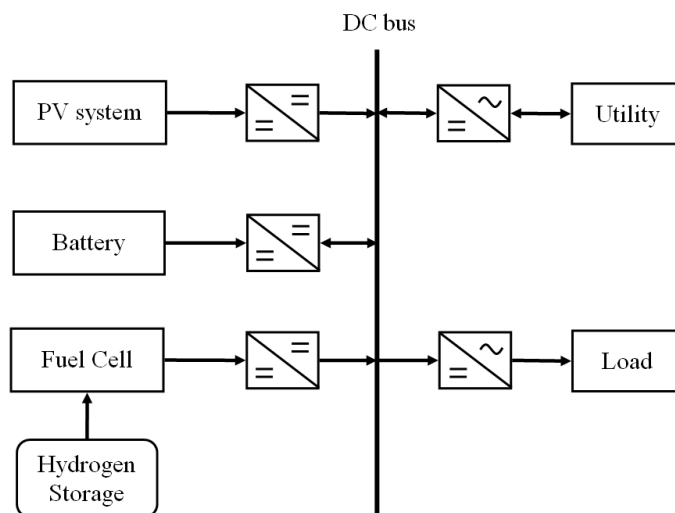 DC bus
PV system
Utility
Battery
Fuel Cell
Load
Hydrogen
Storage